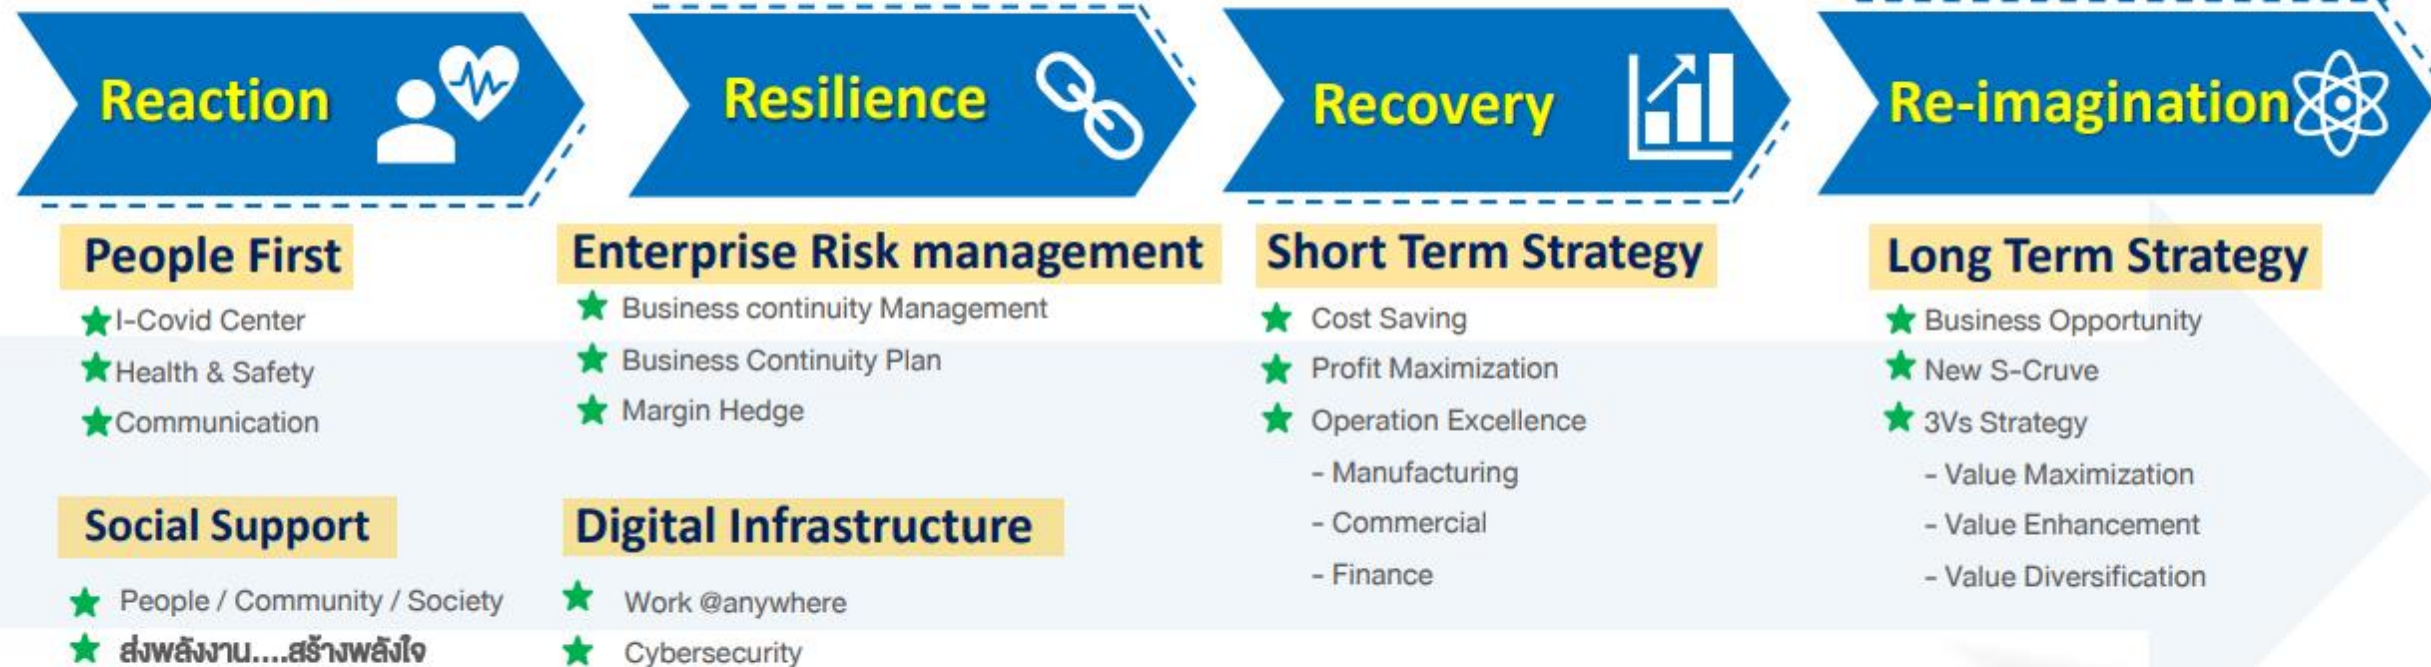 Reaction
People First
I-Covid Center
Health & Safety
Communication
Social Support
People / Community / Society
ส่งพลังงาน....สร้างพลังใจ
Resilience
Enterprise Risk management
Business continuity Management
Business Continuity Plan
Margin Hedge
Digital Infrastructure
Work @anywhere
Cybersecurity
Recovery
Short Term Strategy
Cost Saving
Profit Maximization
Operation Excellence
- Manufacturing
- Commercial
- Finance
Re-imagination
Long Term Strategy
Business Opportunity
New S-Cruve
3Vs Strategy
- Value Maximization
- Value Enhancement
- Value Diversification